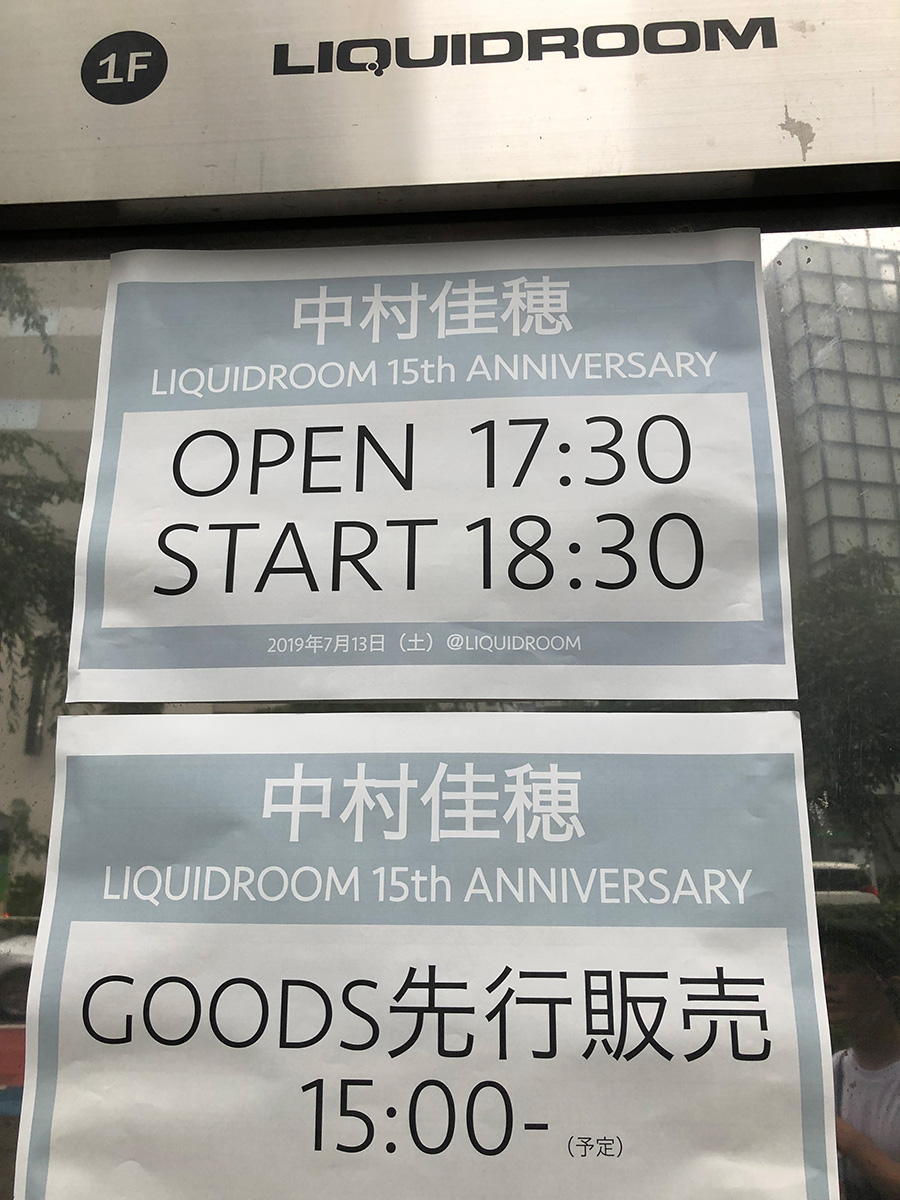 1F
LIQUIDROOM
中村佳穂
LIQUIDROOM 15th ANNIVERSARY
OPEN 17:30
START 18:30
2019年7月13日（土）@LIQUIDROOM
中村佳穂
LIQUIDROOM 15th ANNIVERSARY
GOODS先行販売
15:00-（予定）